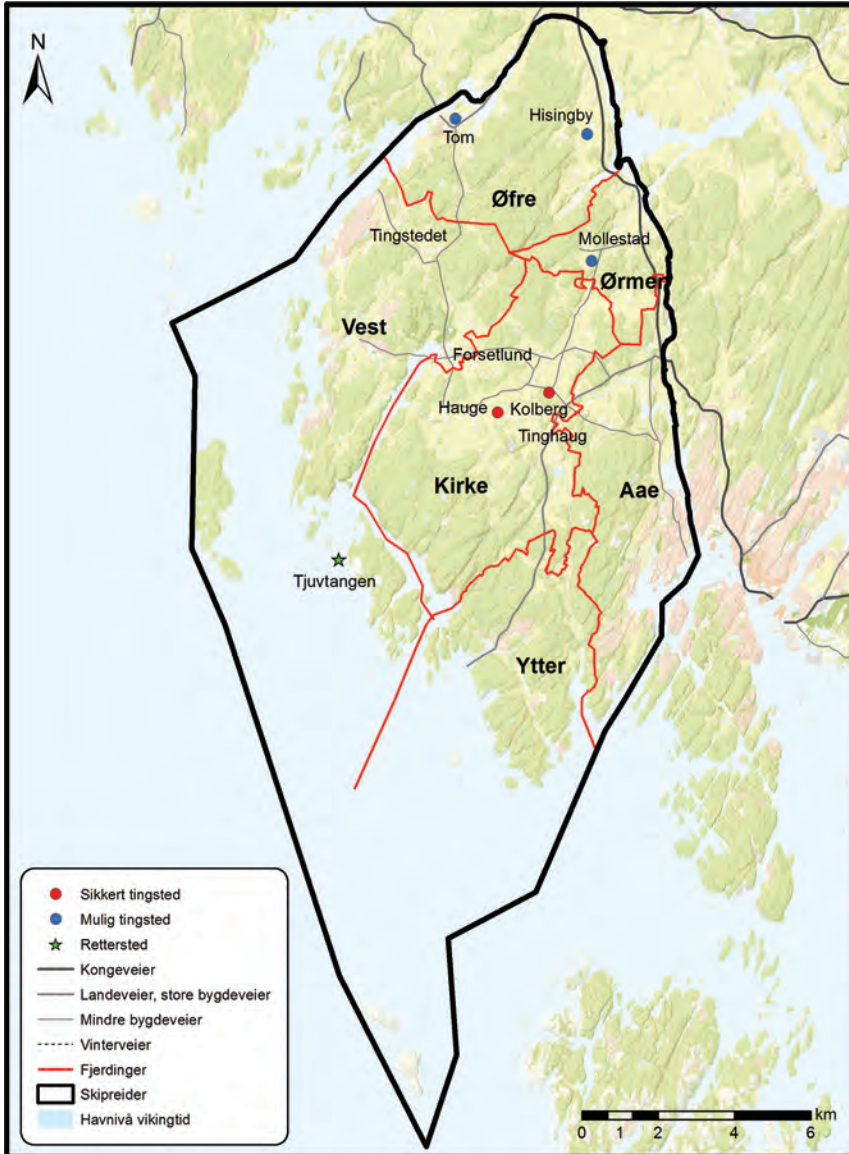 N
Hisingby
Tom
Øfre
Tingstedet
Mollestad
Ørmer
Vest
Forsetlund
Hauge
Kolberg
Tinghaug
Kirke
Aae
Tjuvtangen
Ytter
Sikkert tingsted
Mulig tingsted
Rettersted
Kongeveier
Landeveier, store bygdeveier
Mindre bygdeveier
Vinterveier
Fjerdinger
Skipreider
Havnivå vikingtid
km
0 1 2 4 6